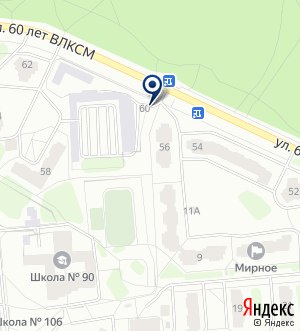 л. 60 лет ВЛКСМ
62
60
56
54
ул. 6
58
52
11А
Школа № 90
9
Мирное
19
Школа № 106
Яндекс